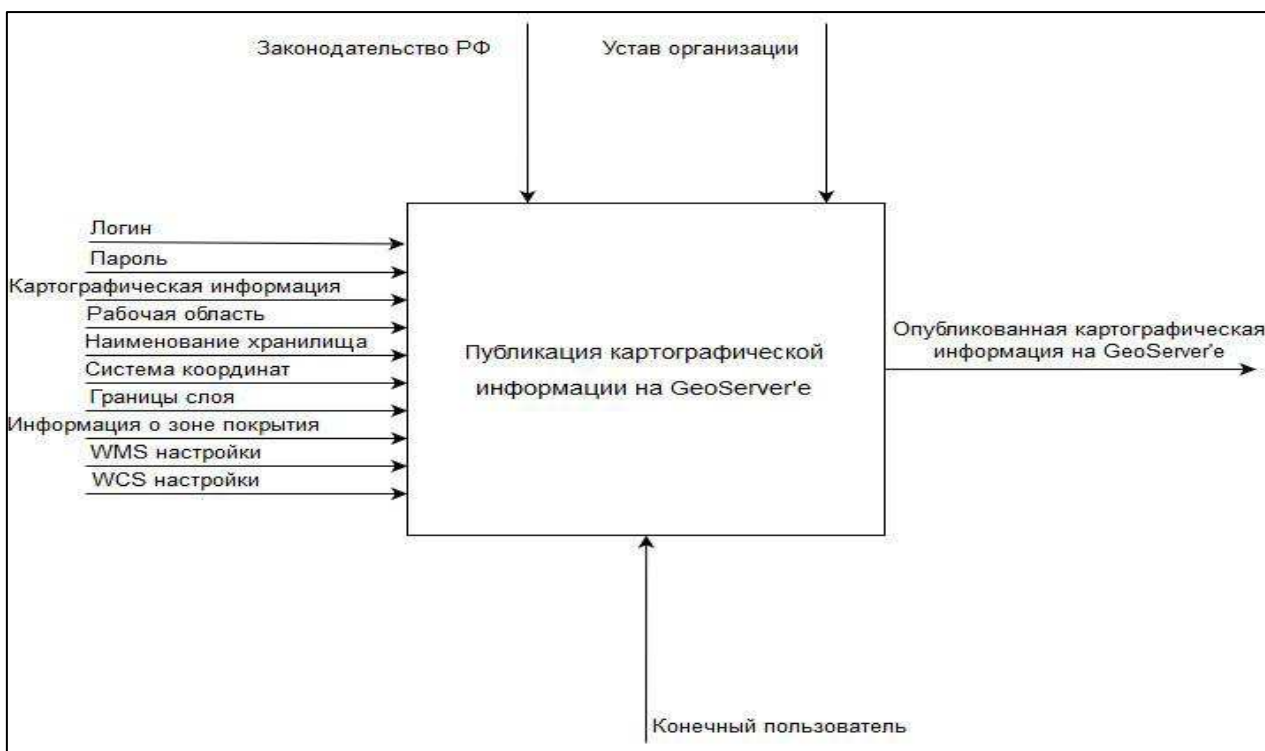 Законодательство РФ
Устав организации
Логин
Пароль
Картографическая информация
Рабочая область
Наименование хранилища
Система координат
Границы слоя
Информация о зоне покрытия
WMS настройки
WCS настройки
Публикация картографической
информации на GeoServer'е
Опубликованная картографическая
информация на GeoServer'е
Конечный пользователь